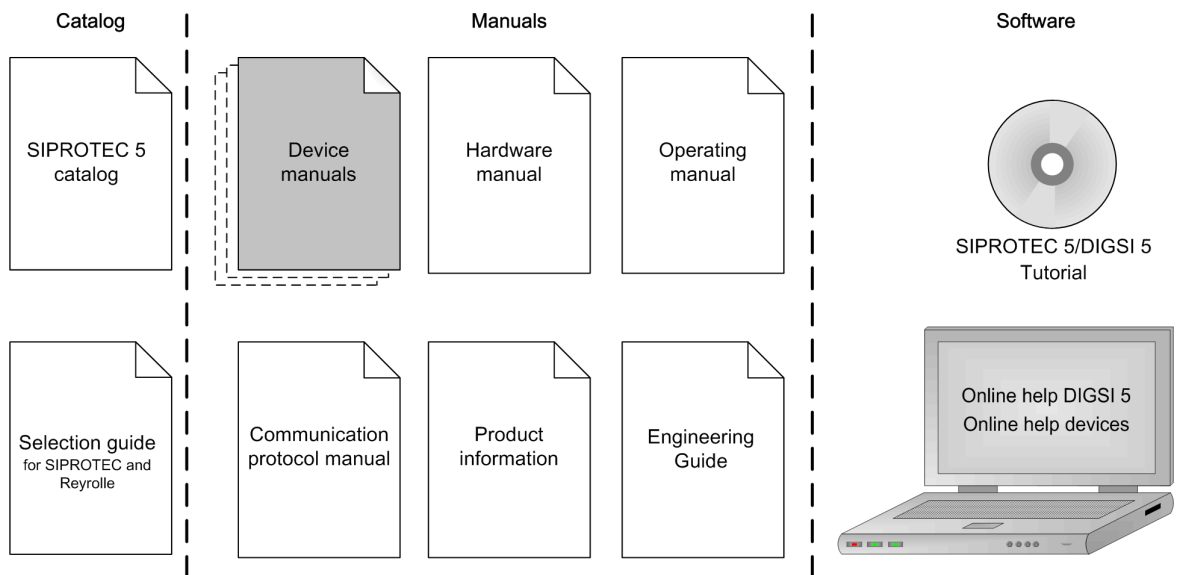 Catalog
Manuals
Software
SIPROTEC 5
catalog
Device
manuals
Hardware
manual
Operating
manual
SIPROTEC 5/DIGSI 5
Tutorial
Selection guide
for SIPROTEC and
Reyrolle
Communication
protocol manual
Product
information
Engineering
Guide
Online help DIGSI 5
Online help devices